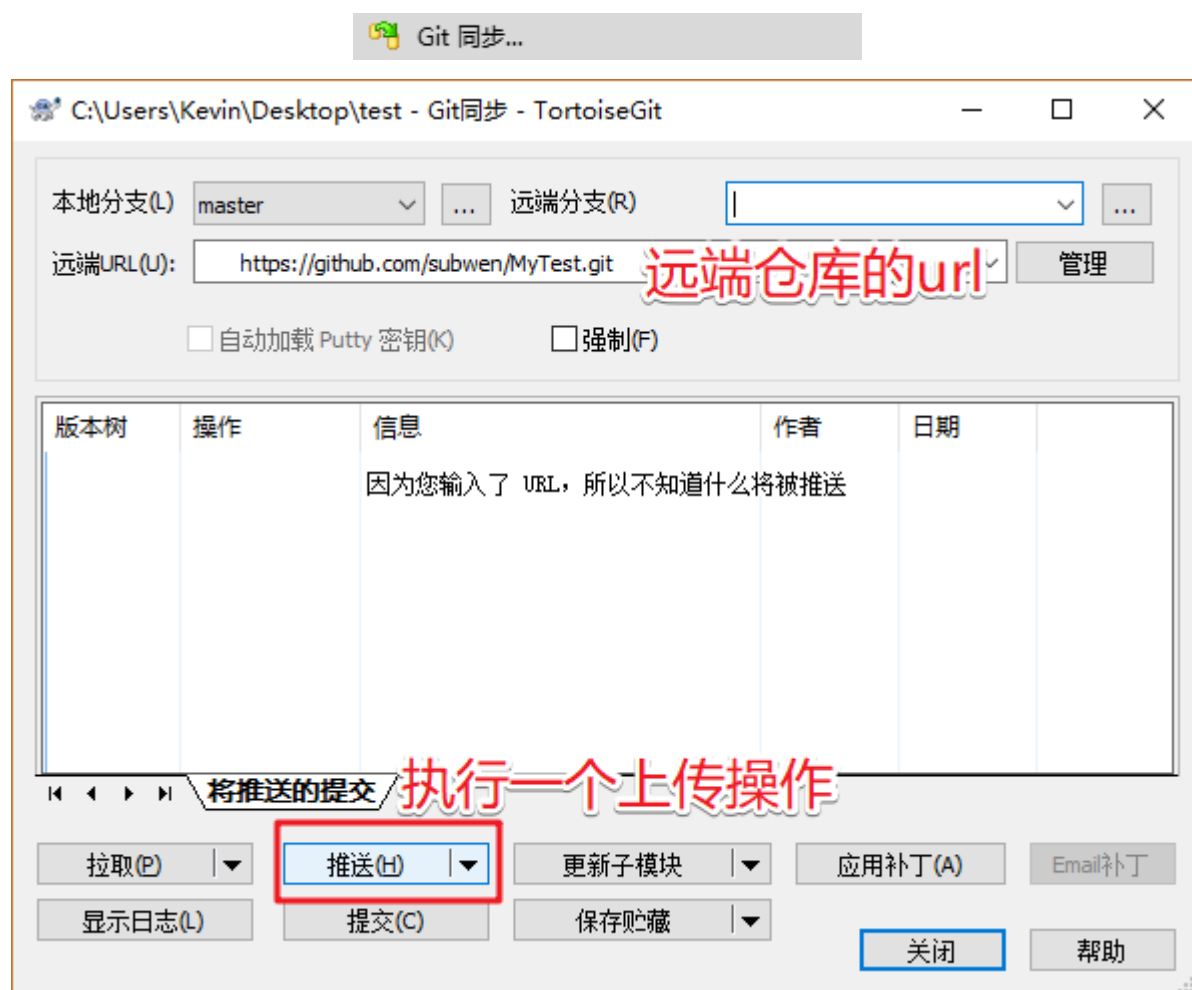 Git 同步...
C:\Users\Kevin\Desktop\test - Git同步 - TortoiseGit
本地分支(L) master ... 远端分支(R) ...
远端URL(U): https://github.com/subwen/MyTest.git 远端仓库的url 管理
自动加载 Putty 密钥(K) 强制(F)
版本树 操作 信息 作者 日期
因为您输入了 URL，所以不知道什么将被推送
将推送的提交 执行一个上传操作
拉取(P) 推送(H) 更新子模块 应用补丁(A) Email补丁
显示日志(L) 提交(C) 保存贮藏
关闭 帮助